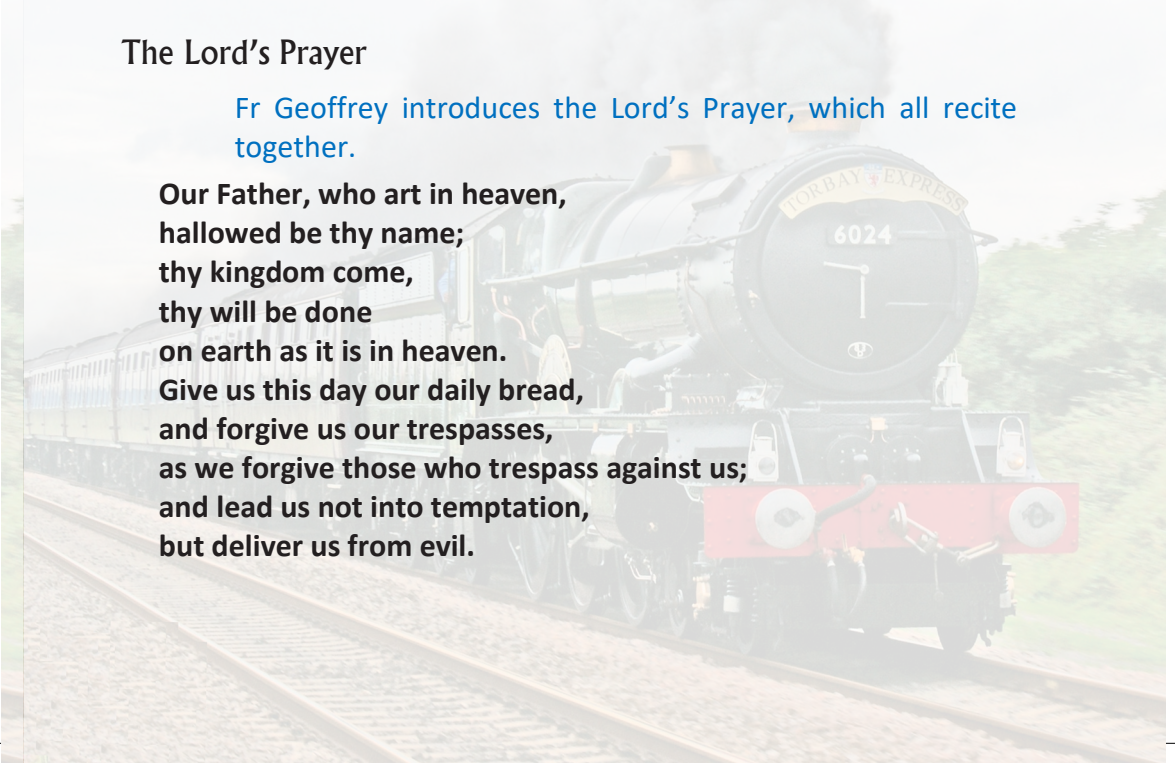 The Lord’s Prayer
Fr Geoffrey introduces the Lord’s Prayer, which all recite
together.
Our Father, who art in heaven,
hallowed be thy name;
thy kingdom come,
thy will be done
on earth as it is in heaven.
Give us this day our daily bread,
and forgive us our trespasses,
as we forgive those who trespass against us;
and lead us not into temptation,
but deliver us from evil.
TORBAY EXPRESS
6024